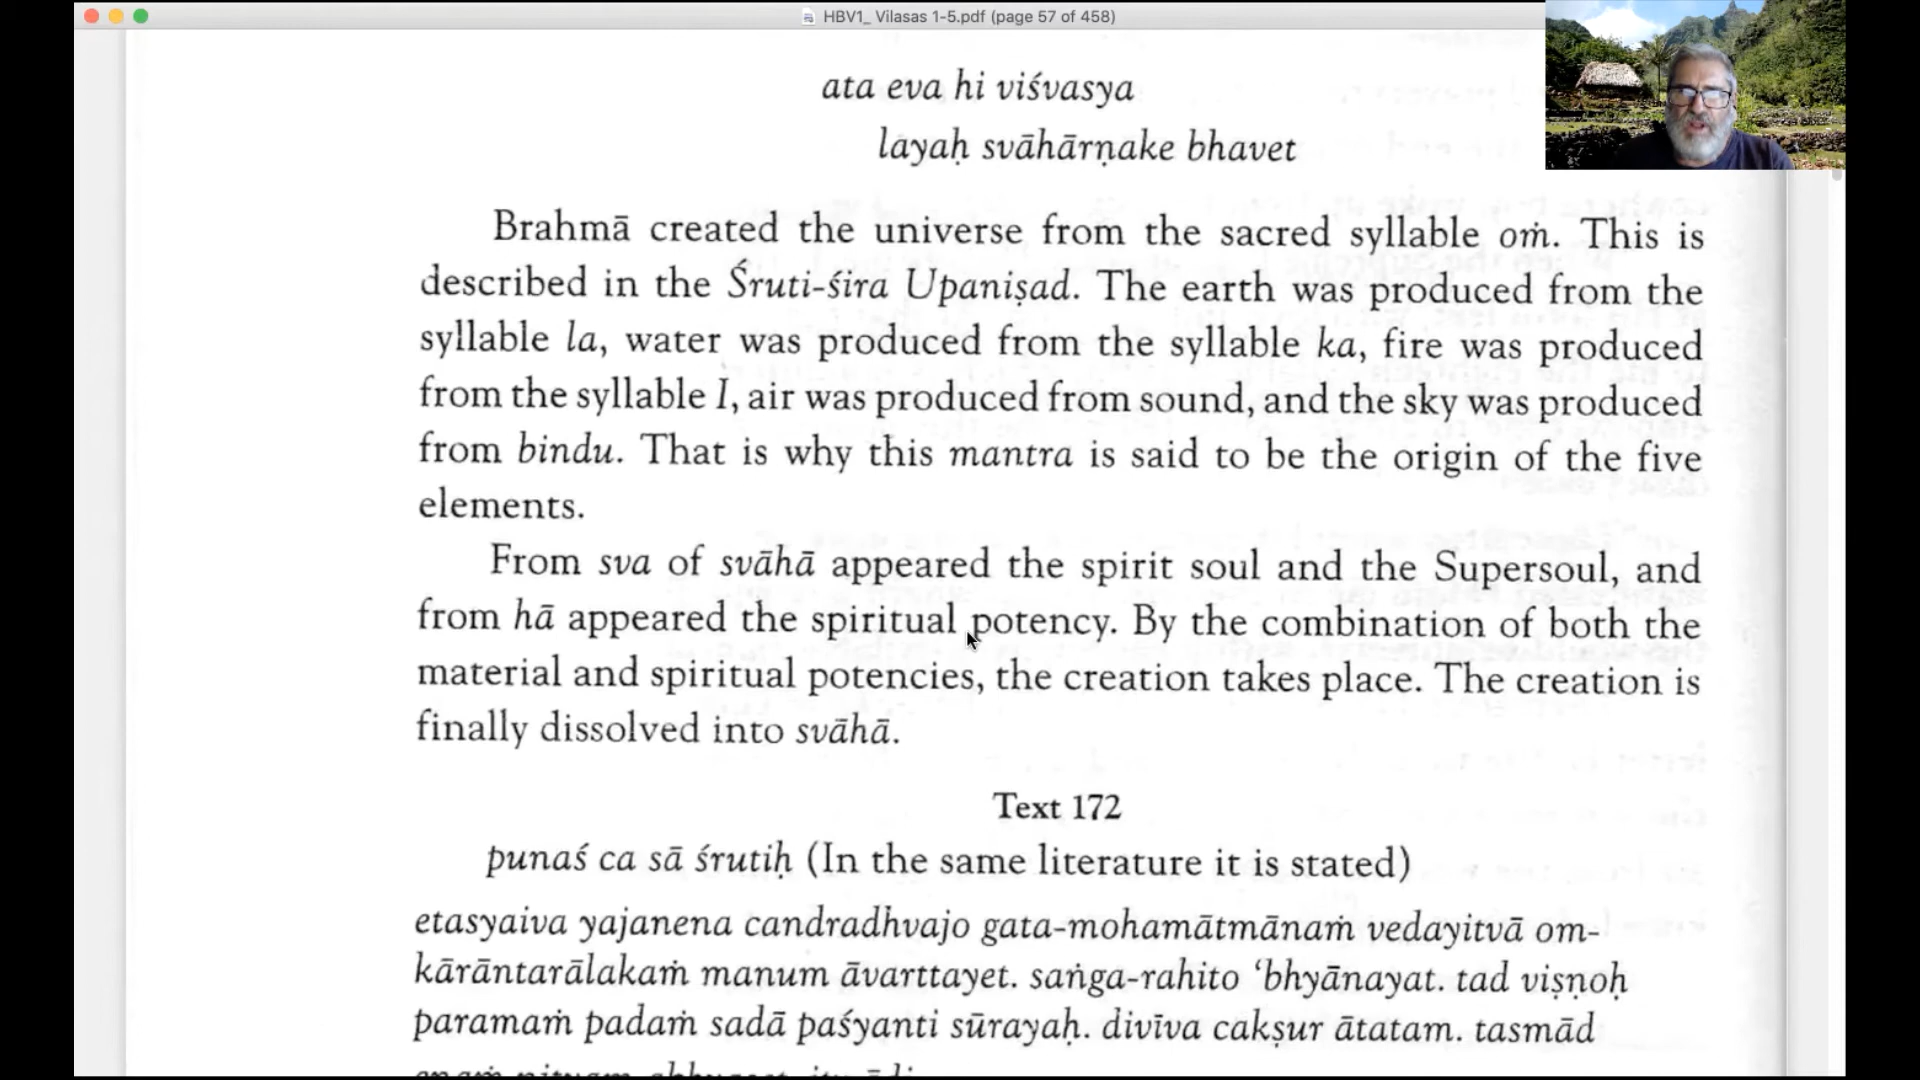 HBV1_ Vilasas 1-5.pdf (page 57 of 458)
ata eva hi viśvasya
layaḥ svāhārṇake bhavet
Brahmā created the universe from the sacred syllable oṁ. This is
described in the Śruti-śira Upaniṣad. The earth was produced from the
syllable la, water was produced from the syllable ka, fire was produced
from the syllable I, air was produced from sound, and the sky was produced
from bindu. That is why this mantra is said to be the origin of the five
elements.
From sva of svāhā appeared the spirit soul and the Supersoul, and
from hā appeared the spiritual potency. By the combination of both the
material and spiritual potencies, the creation takes place. The creation is
finally dissolved into svāhā.
Text 172
punaś ca sā śrutiḥ (In the same literature it is stated)
etasyaiva yajanena candradhvajo gata-mohamātmānaṁ vedayitvā om-
kārāntarālakaṁ manum āvarttayet. saṅga-rahito ‘bhyānayat. tad viṣṇoḥ
paramaṁ padaṁ sadā paśyanti sūrayaḥ. divīva cakṣur ātatam. tasmād